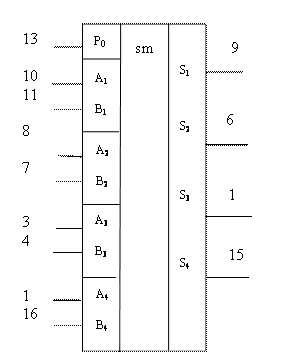 13 P0 sm 9
10 A1 S1
11 B1
8 A2 S2 6
7 B2
3 A3 S3 1
4 B3
1 A4 S4 15
16 B4